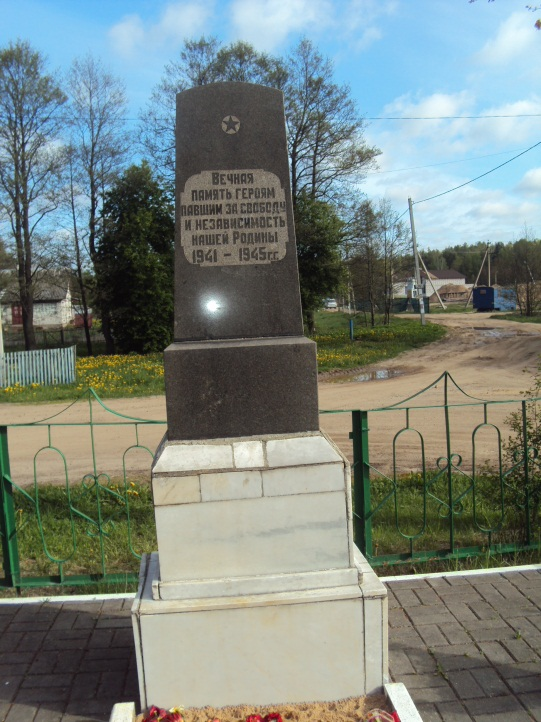 Вечная
память героям
павшим за свободу
и независимость
нашей Родины
1941 – 1945гг.